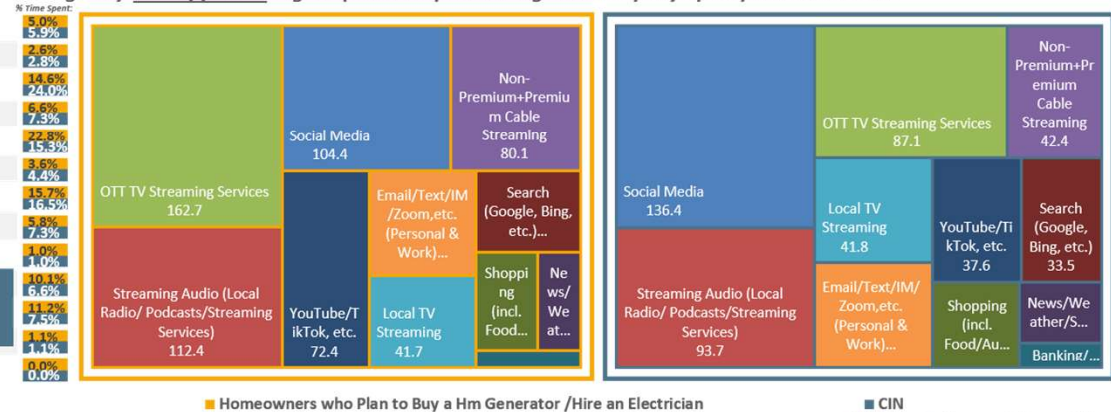 % Time Spent:
5.0%
5.9%
2.6%
2.8%
14.6%
24.0%
6.6%
7.3%
22.8%
15.3%
3.6%
4.4%
15.7%
16.5%
5.8%
7.3%
1.0%
1.0%
10.1%
6.6%
11.2%
7.5%
1.1%
1.1%
0.0%
0.0%
OTT TV Streaming Services
162.7
Social Media
104.4
Non-
Premium+Premiu
m Cable
Streaming
80.1
Streaming Audio (Local
Radio/ Podcasts/Streaming
Services)
112.4
YouTube/T
ikTok, etc.
72.4
Email/Text/IM
/Zoom,etc.
(Personal &
Work)...
Local TV
Streaming
41.7
Search
(Google, Bing,
etc.)...
Shoppi
ng
(incl.
Food...
Ne
ws/
We
at...
Social Media
136.4
OTT TV Streaming Services
87.1
Non-
Premium+Pr
emium
Cable
Streaming
42.4
Streaming Audio (Local
Radio/ Podcasts/Streaming
Services)
93.7
Local TV
Streaming
41.8
YouTube/Ti
kTok, etc.
37.6
Search
(Google,
Bing, etc.)
33.5
Email/Text/IM/
Zoom,etc.
(Personal &
Work)...
Shopping
(incl.
Food/Au...
News/We
ather/S...
Banking/...
Homeowners who Plan to Buy a Hm Generator /Hire an Electrician
CIN